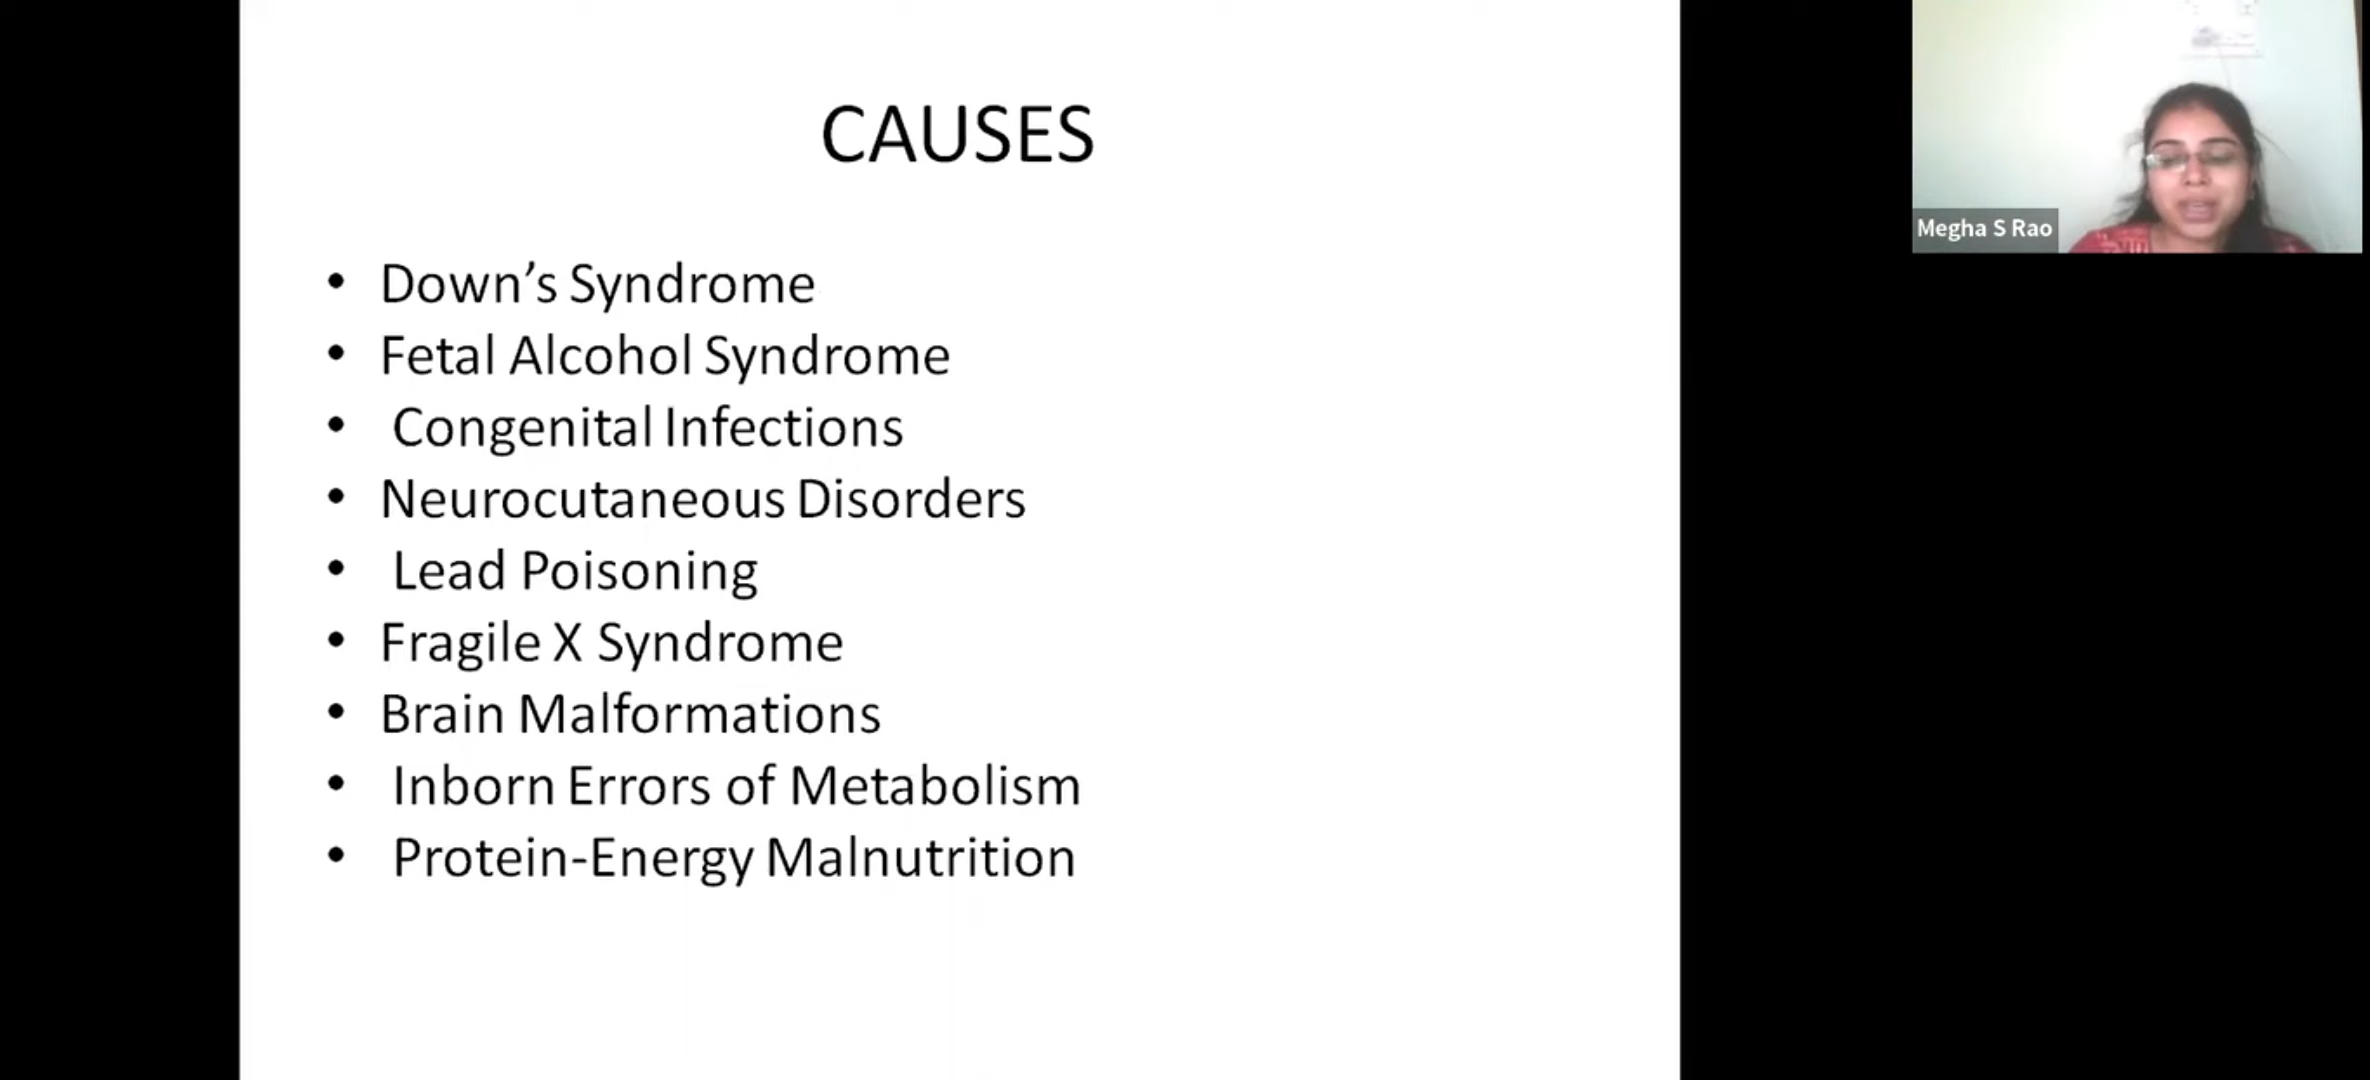 CAUSES
• Down’s Syndrome
• Fetal Alcohol Syndrome
• Congenital Infections
• Neurocutaneous Disorders
• Lead Poisoning
• Fragile X Syndrome
• Brain Malformations
• Inborn Errors of Metabolism
• Protein-Energy Malnutrition
Megha S Rao